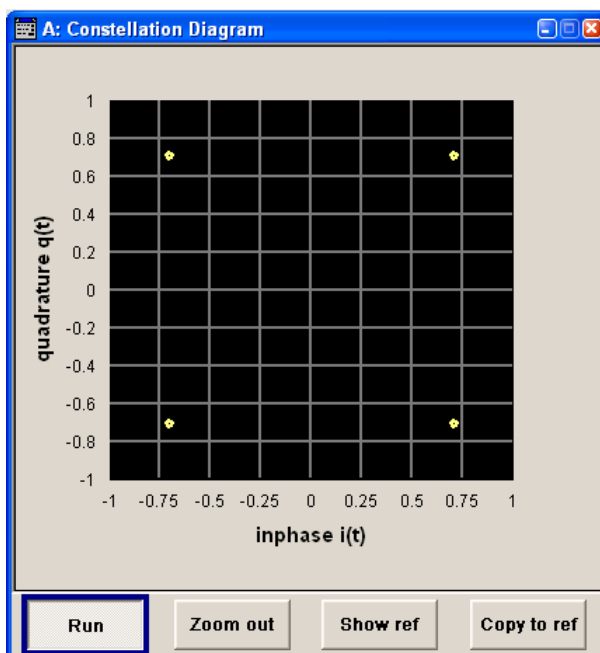 A: Constellation Diagram
1
0.8
0.6
0.4
0.2
0
-0.2
-0.4
-0.6
-0.8
-1
quadrature q(t)
-1 -0.75 -0.5 -0.25 0 0.25 0.5 0.75 1
inphase i(t)
Run Zoom out Show ref Copy to ref